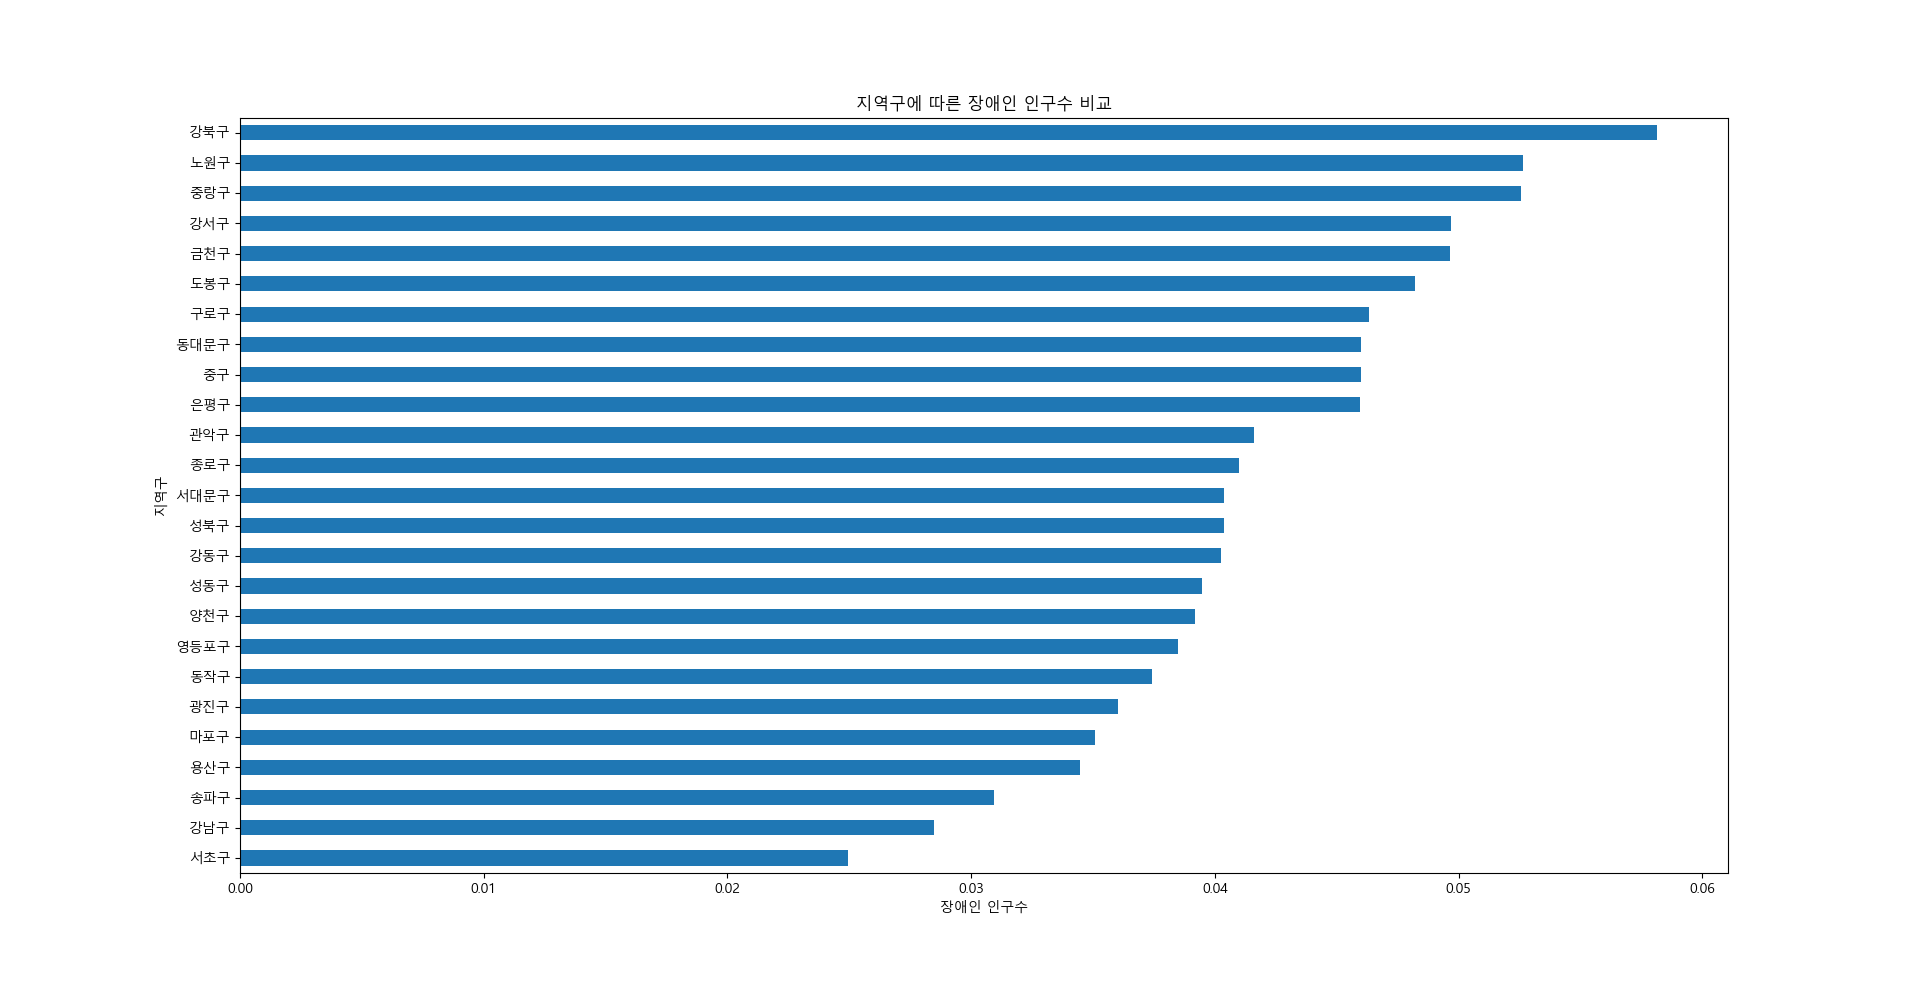 지역구에 따른 장애인 인구수 비교
강북구
노원구
중랑구
강서구
금천구
도봉구
구로구
동대문구
중구
은평구
관악구
종로구
서대문구
성북구
강동구
성동구
양천구
영등포구
동작구
광진구
마포구
용산구
송파구
강남구
서초구
지역구
0.00 0.01 0.02 0.03 0.04 0.05 0.06
장애인 인구수